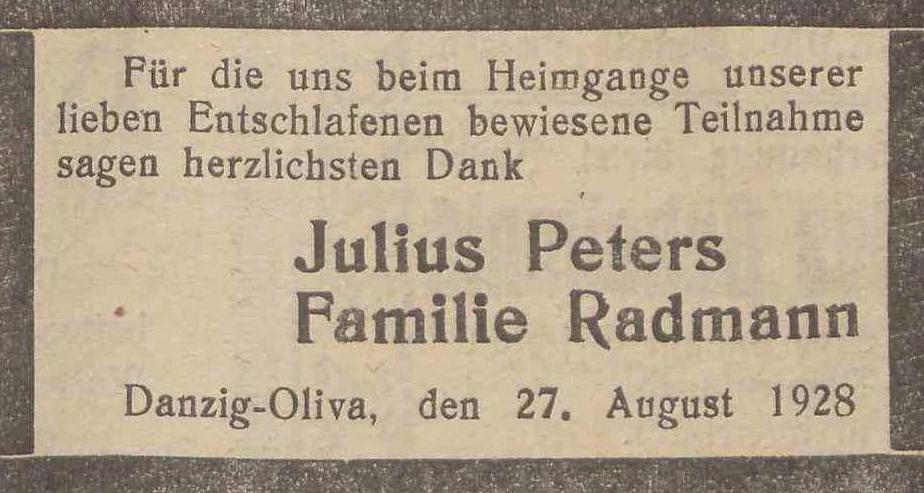 Für die uns beim Heimgange unserer
lieben Entschlafenen bewiesene Teilnahme
sagen herzlichsten Dank
Julius Peters
Familie Radmann
Danzig-Oliva, den 27. August 1928